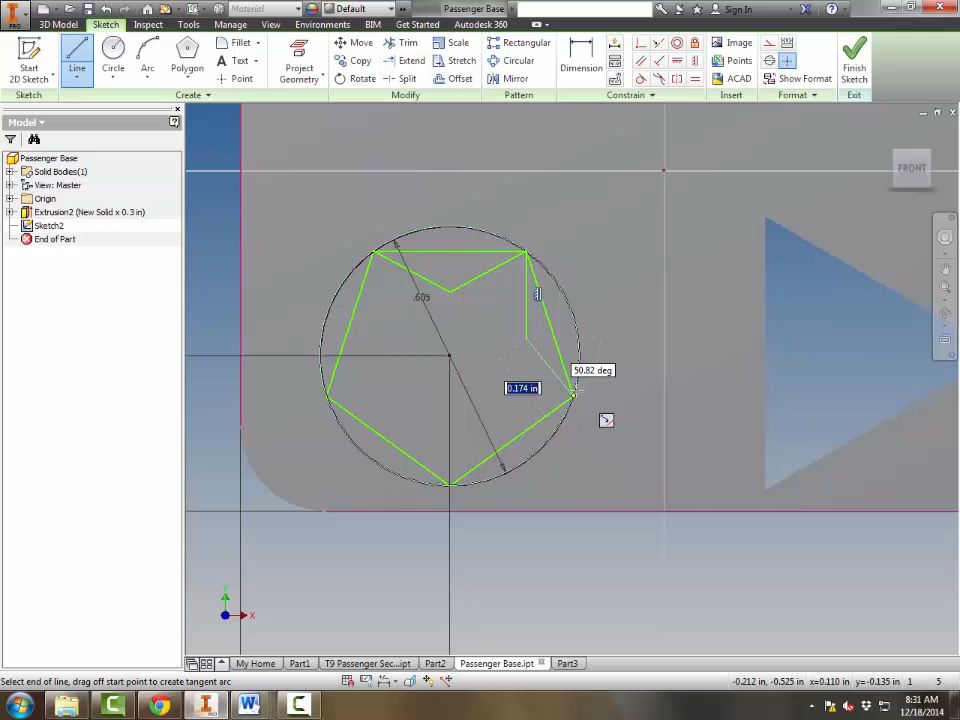 Material
Default
Passenger Base
Sign In
PRO
3D Model
Sketch
Inspect
Tools
Manage
View
Environments
BIM
Get Started
Autodesk 360
Start
2D Sketch
Line
Circle
Arc
Polygon
Fillet
Text
Point
Project
Geometry
Move
Copy
Rotate
Trim
Extend
Split
Scale
Stretch
Offset
Rectangular
Circular
Mirror
Dimension
Image
Points
ACAD
Show Format
Finish
Sketch
Sketch
Create
Modify
Pattern
Constrain
Insert
Format
Exit
Model
Passenger Base
Solid Bodies(1)
View: Master
Origin
Extrusion2 (New Solid x 0.3 in)
Sketch2
End of Part
FRONT
.605
50.82 deg
0.174 in
X
My Home
Part1
T9 Passenger Sec...ipt
Part2
Passenger Base.ipt
Part3
Select end of line, drag off start point to create tangent arc
-0.212 in, -0.525 in
x=0.110 in
y=-0.135 in
1
5
8:31 AM
12/18/2014